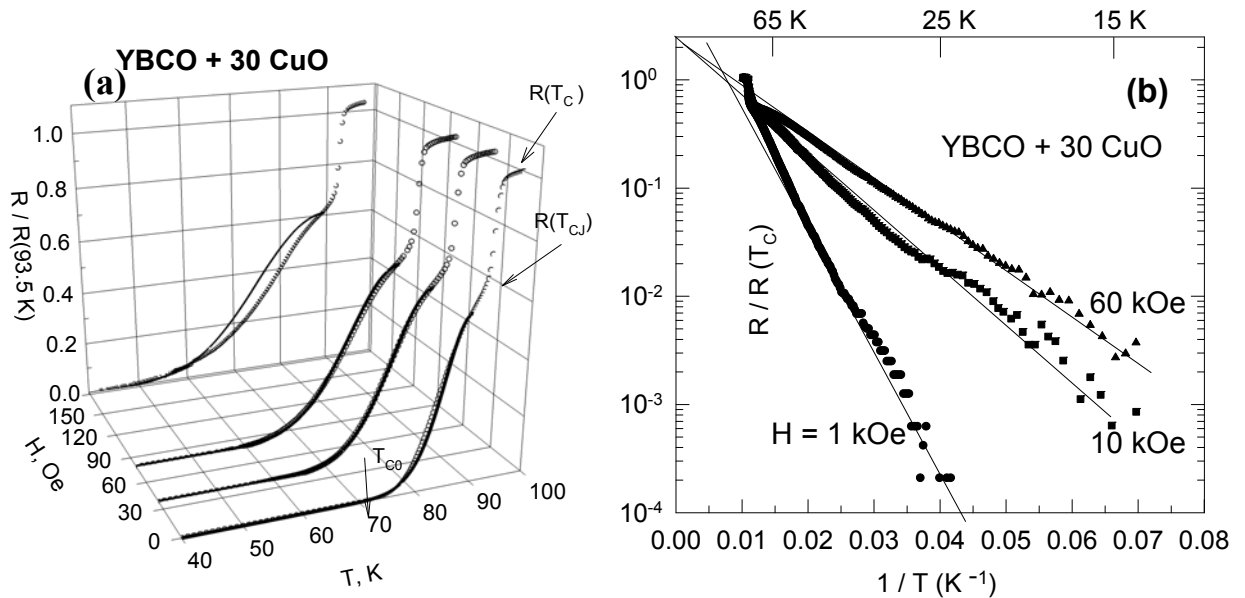 YBCO + 30 CuO
(a)
R(T_C)
R(T_CJ)
T_C0
R / R(93.5 K)
1.0
0.8
0.6
0.4
0.2
0.0
150
120
90
60
30
0
H, Oe
40
50
60
70
80
90
100
T, K
65 K
25 K
15 K
(b)
YBCO + 30 CuO
10^0
10^-1
10^-2
10^-3
10^-4
R / R (T_C)
60 kOe
10 kOe
H = 1 kOe
0.00 0.01 0.02 0.03 0.04 0.05 0.06 0.07 0.08
1 / T (K^-1)